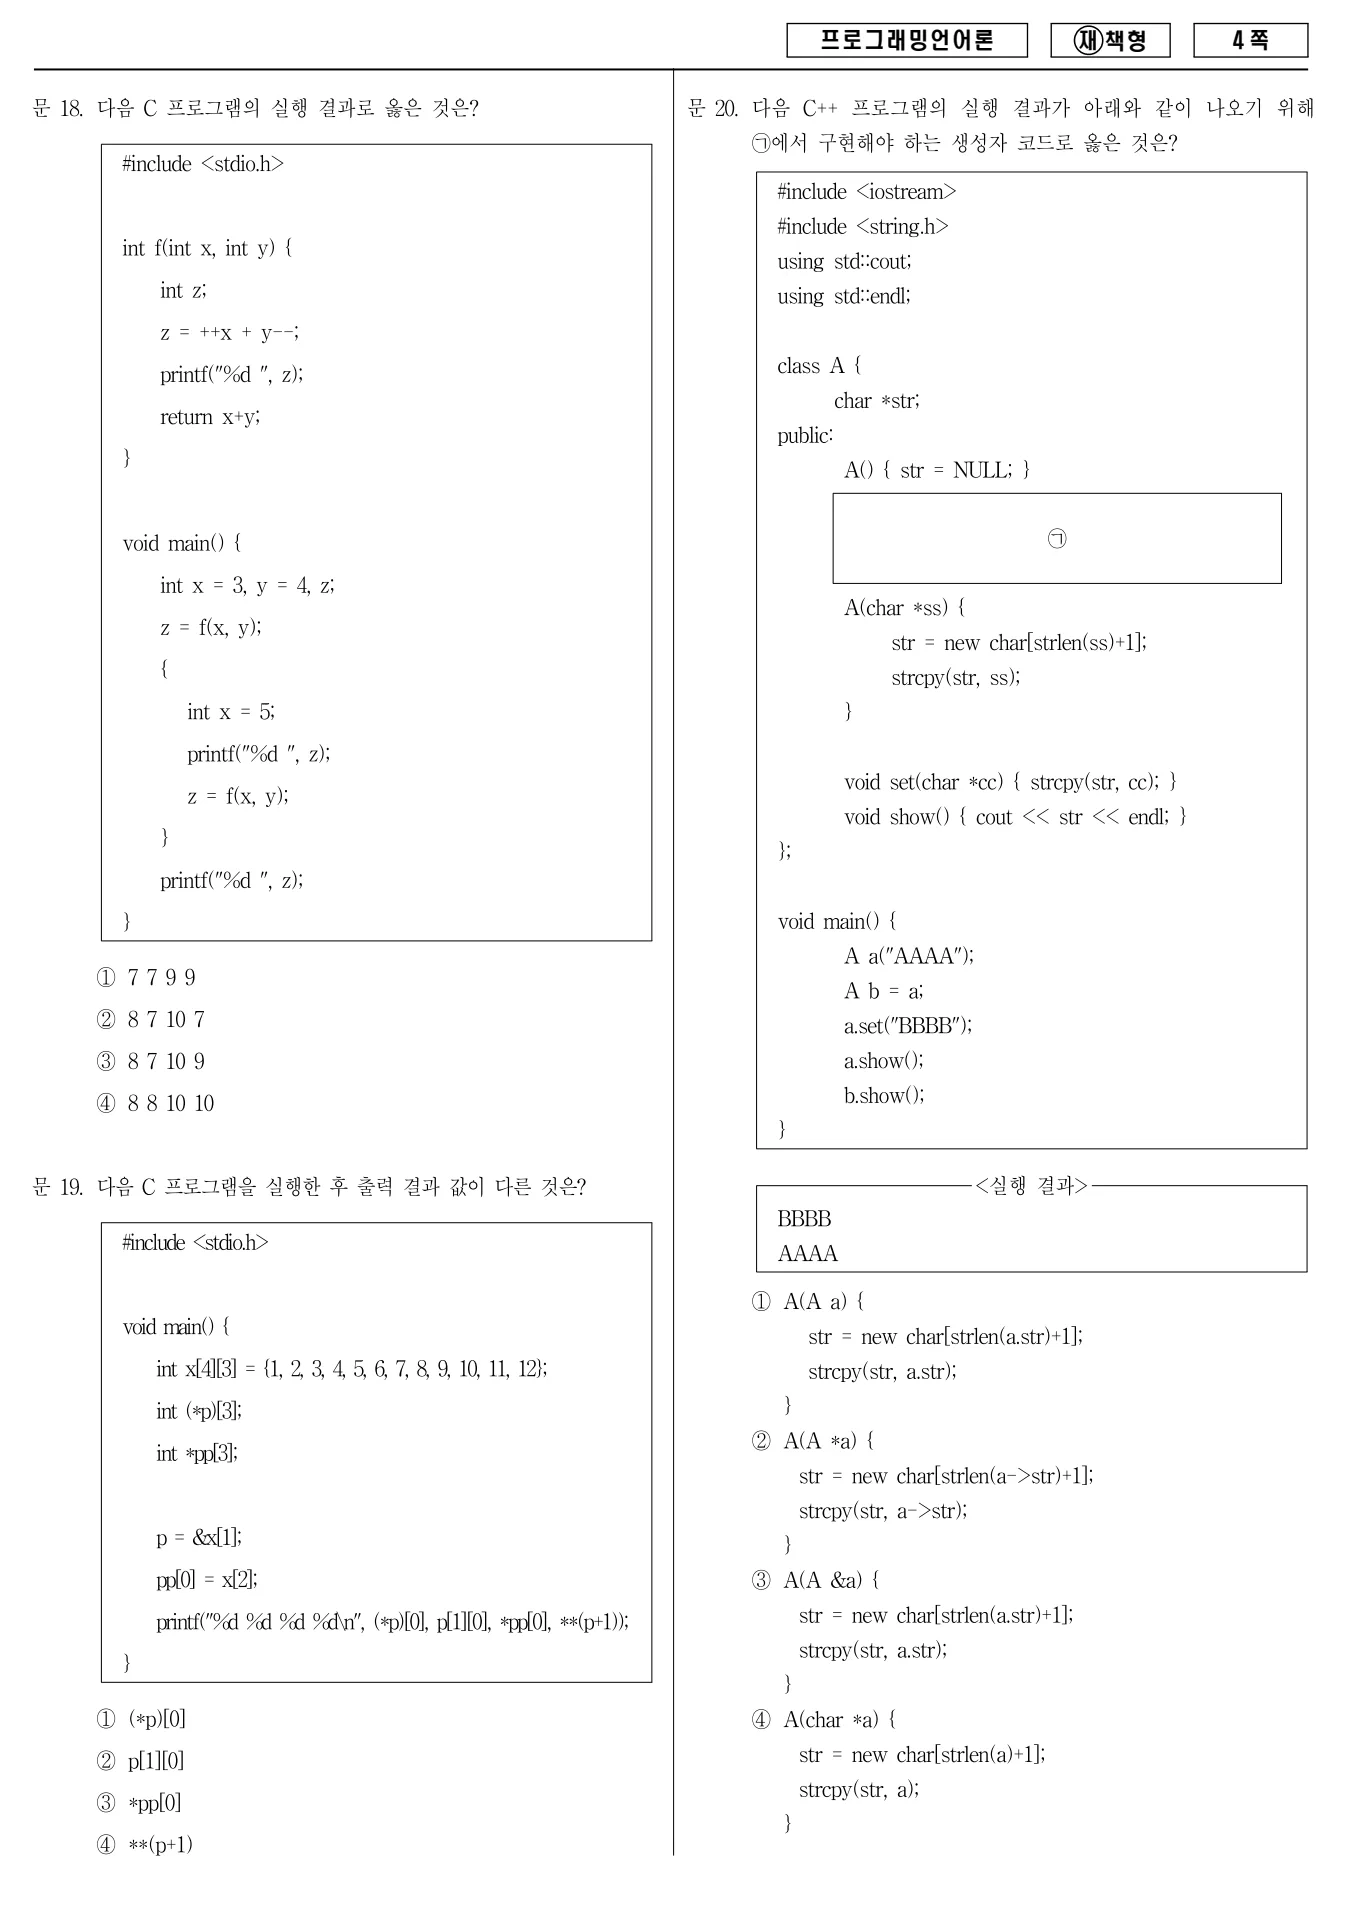 프로그래밍언어론 ㉾책형 4 쪽
문 18. 다음 C 프로그램의 실행 결과로 옳은 것은?
#include <stdio.h>
int f(int x, int y) {
int z;
z = ++x + y--;
printf("%d ", z);
return x+y;
}
void main() {
int x = 3, y = 4, z;
z = f(x, y);
{
int x = 5;
printf("%d ", z);
z = f(x, y);
}
printf("%d ", z);
}
① 7 7 9 9
② 8 7 10 7
③ 8 7 10 9
④ 8 8 10 10
문 19. 다음 C 프로그램을 실행한 후 출력 결과 값이 다른 것은?
#include <stdio.h>
void main() {
int x[4][3] = {1, 2, 3, 4, 5, 6, 7, 8, 9, 10, 11, 12};
int (*p)[3];
int *pp[3];
p = &x[1];
pp[0] = x[2];
printf("%d %d %d %d\n", (*p)[0], p[1][0], *pp[0], **(p+1));
}
① (*p)[0]
② p[1][0]
③ *pp[0]
④ **(p+1)
문 20. 다음 C++ 프로그램의 실행 결과가 아래와 같이 나오기 위해
㉠에서 구현해야 하는 생성자 코드로 옳은 것은?
#include <iostream>
#include <string.h>
using std::cout;
using std::endl;
class A {
char *str;
public:
A() { str = NULL; }
㉠
A(char *ss) {
str = new char[strlen(ss)+1];
strcpy(str, ss);
}
void set(char *cc) { strcpy(str, cc); }
void show() { cout << str << endl; }
};
void main() {
A a("AAAA");
A b = a;
a.set("BBBB");
a.show();
b.show();
}
<실행 결과>
BBBB
AAAA
① A(A a) {
str = new char[strlen(a.str)+1];
strcpy(str, a.str);
}
② A(A *a) {
str = new char[strlen(a->str)+1];
strcpy(str, a->str);
}
③ A(A &a) {
str = new char[strlen(a.str)+1];
strcpy(str, a.str);
}
④ A(char *a) {
str = new char[strlen(a)+1];
strcpy(str, a);
}